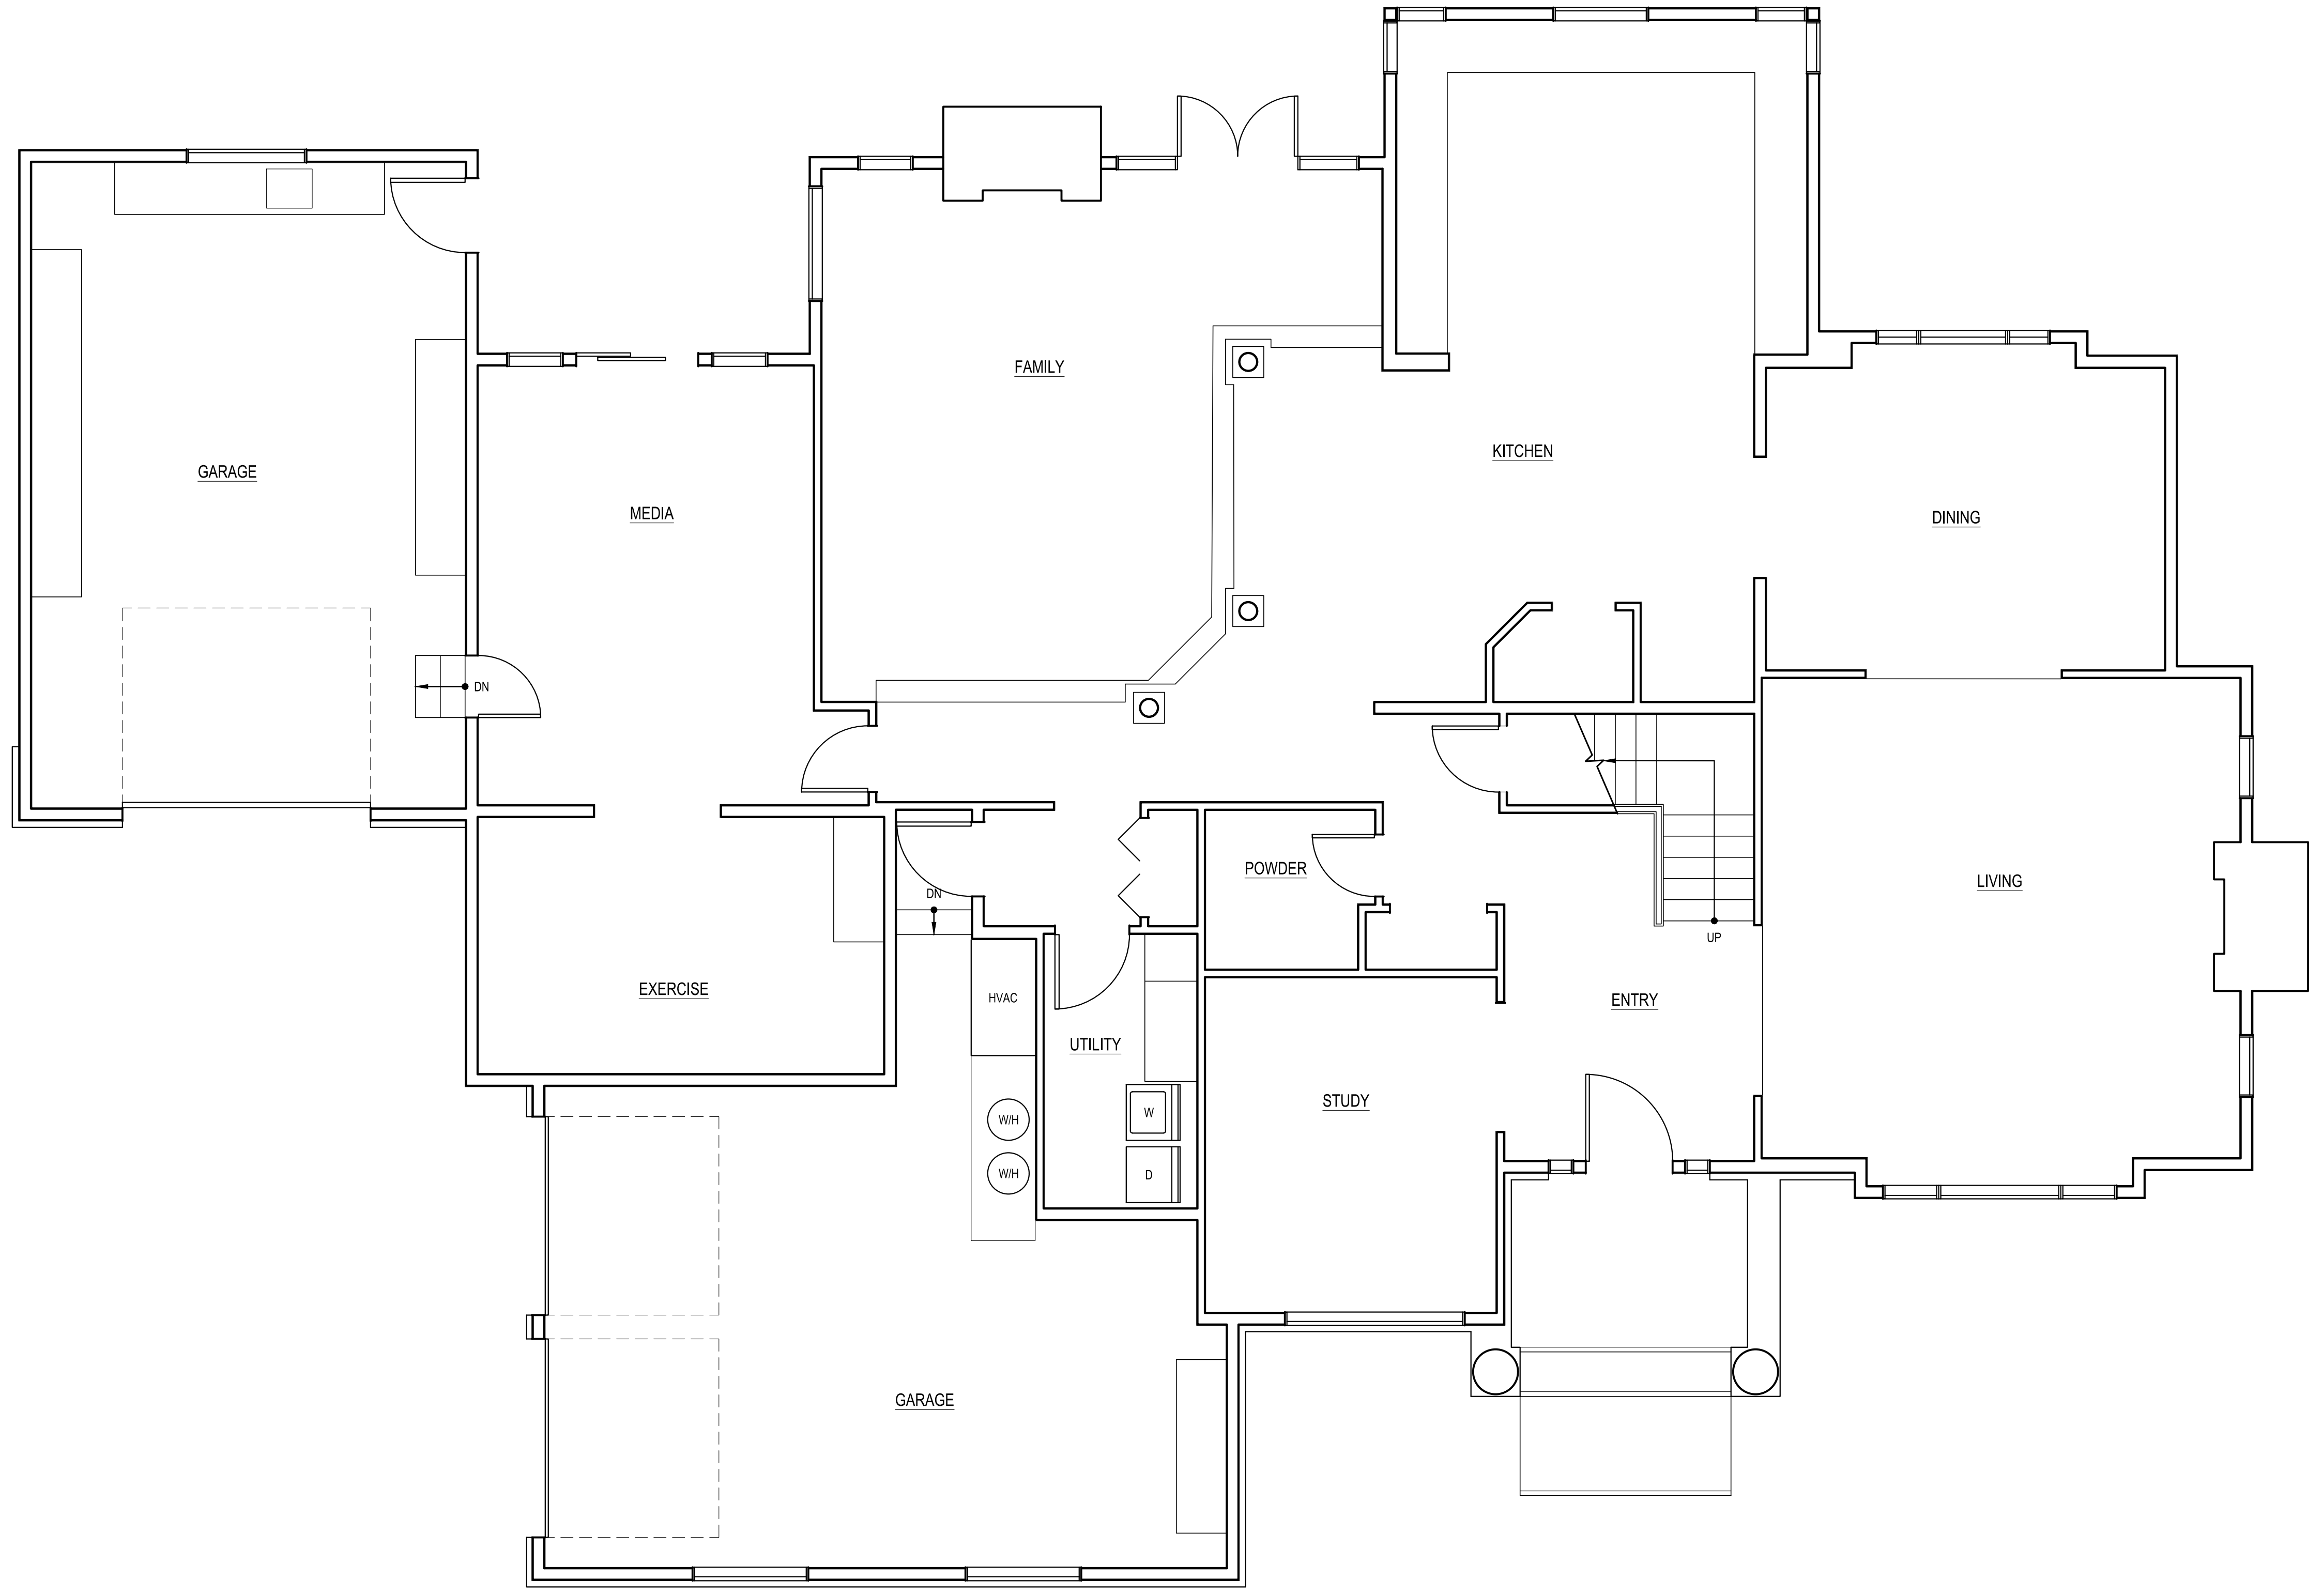 FAMILY
KITCHEN
GARAGE
MEDIA
DINING
DN
POWDER
LIVING
DN
UP
EXERCISE
HVAC
ENTRY
UTILITY
STUDY
W/H
W
W/H
D
GARAGE